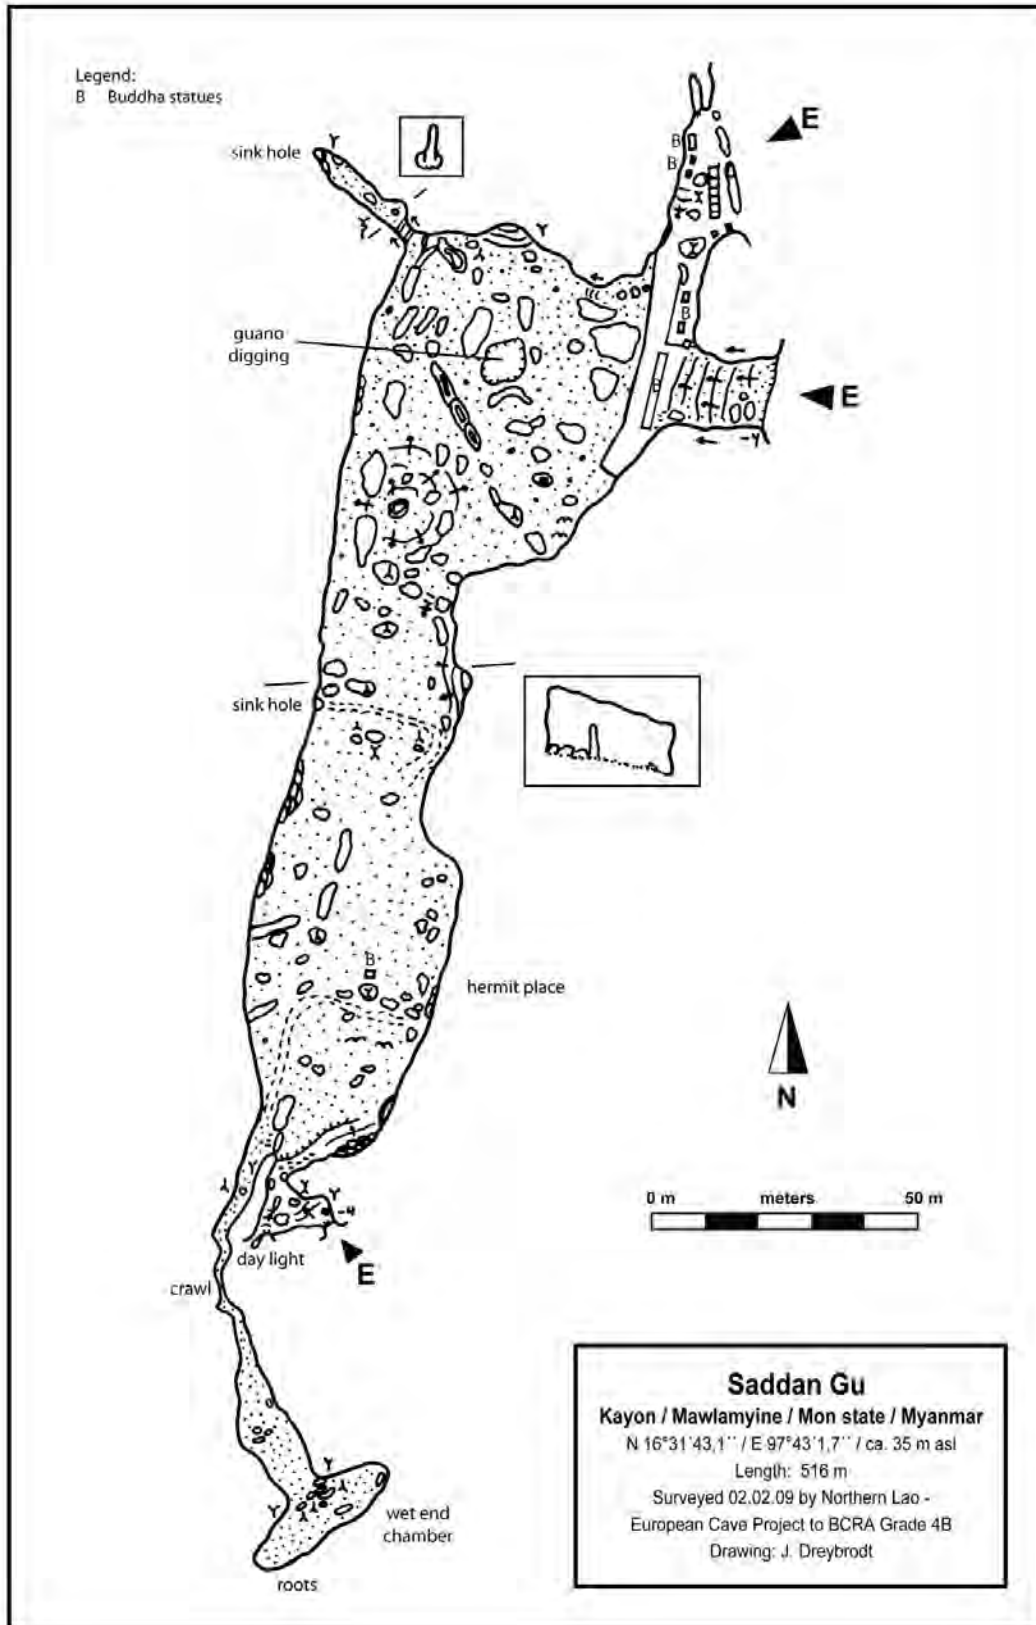 Legend:
B Buddha statues
sink hole
E
B
B
B
guano
digging
B
E
sink hole
B
hermit place
N
0 m meters 50 m
day light
E
crawl
wet end
chamber
roots
Saddan Gu
Kayon / Mawlamyine / Mon state / Myanmar
N 16°31´43,1´´ / E 97°43´1,7´´ / ca. 35 m asl
Length: 516 m
Surveyed 02.02.09 by Northern Lao -
European Cave Project to BCRA Grade 4B
Drawing: J. Dreybrodt